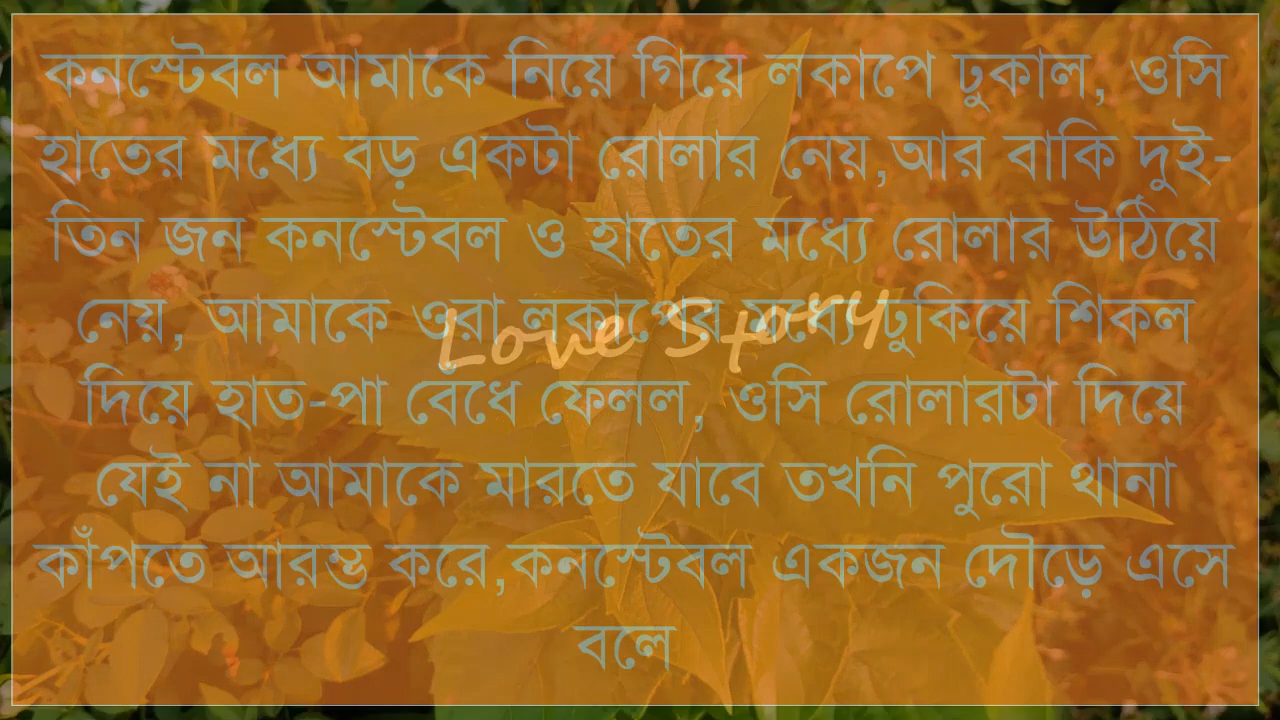 কনস্টেবল আমাকে নিয়ে গিয়ে লকাপে ঢুকাল, ওসি
হাতের মধ্যে বড় একটা রোলার নেয়,আর বাকি দুই-
তিন জন কনস্টেবল ও হাতের মধ্যে রোলার উঠিয়ে
নেয়, আমাকে ওরা লকাপের মধ্যে ঢুকিয়ে শিকল
Love Story
দিয়ে হাত-পা বেধে ফেলল, ওসি রোলারটা দিয়ে
যেই না আমাকে মারতে যাবে তখনি পুরো থানা
কাঁপতে আরম্ভ করে,কনস্টেবল একজন দৌড়ে এসে
বলে